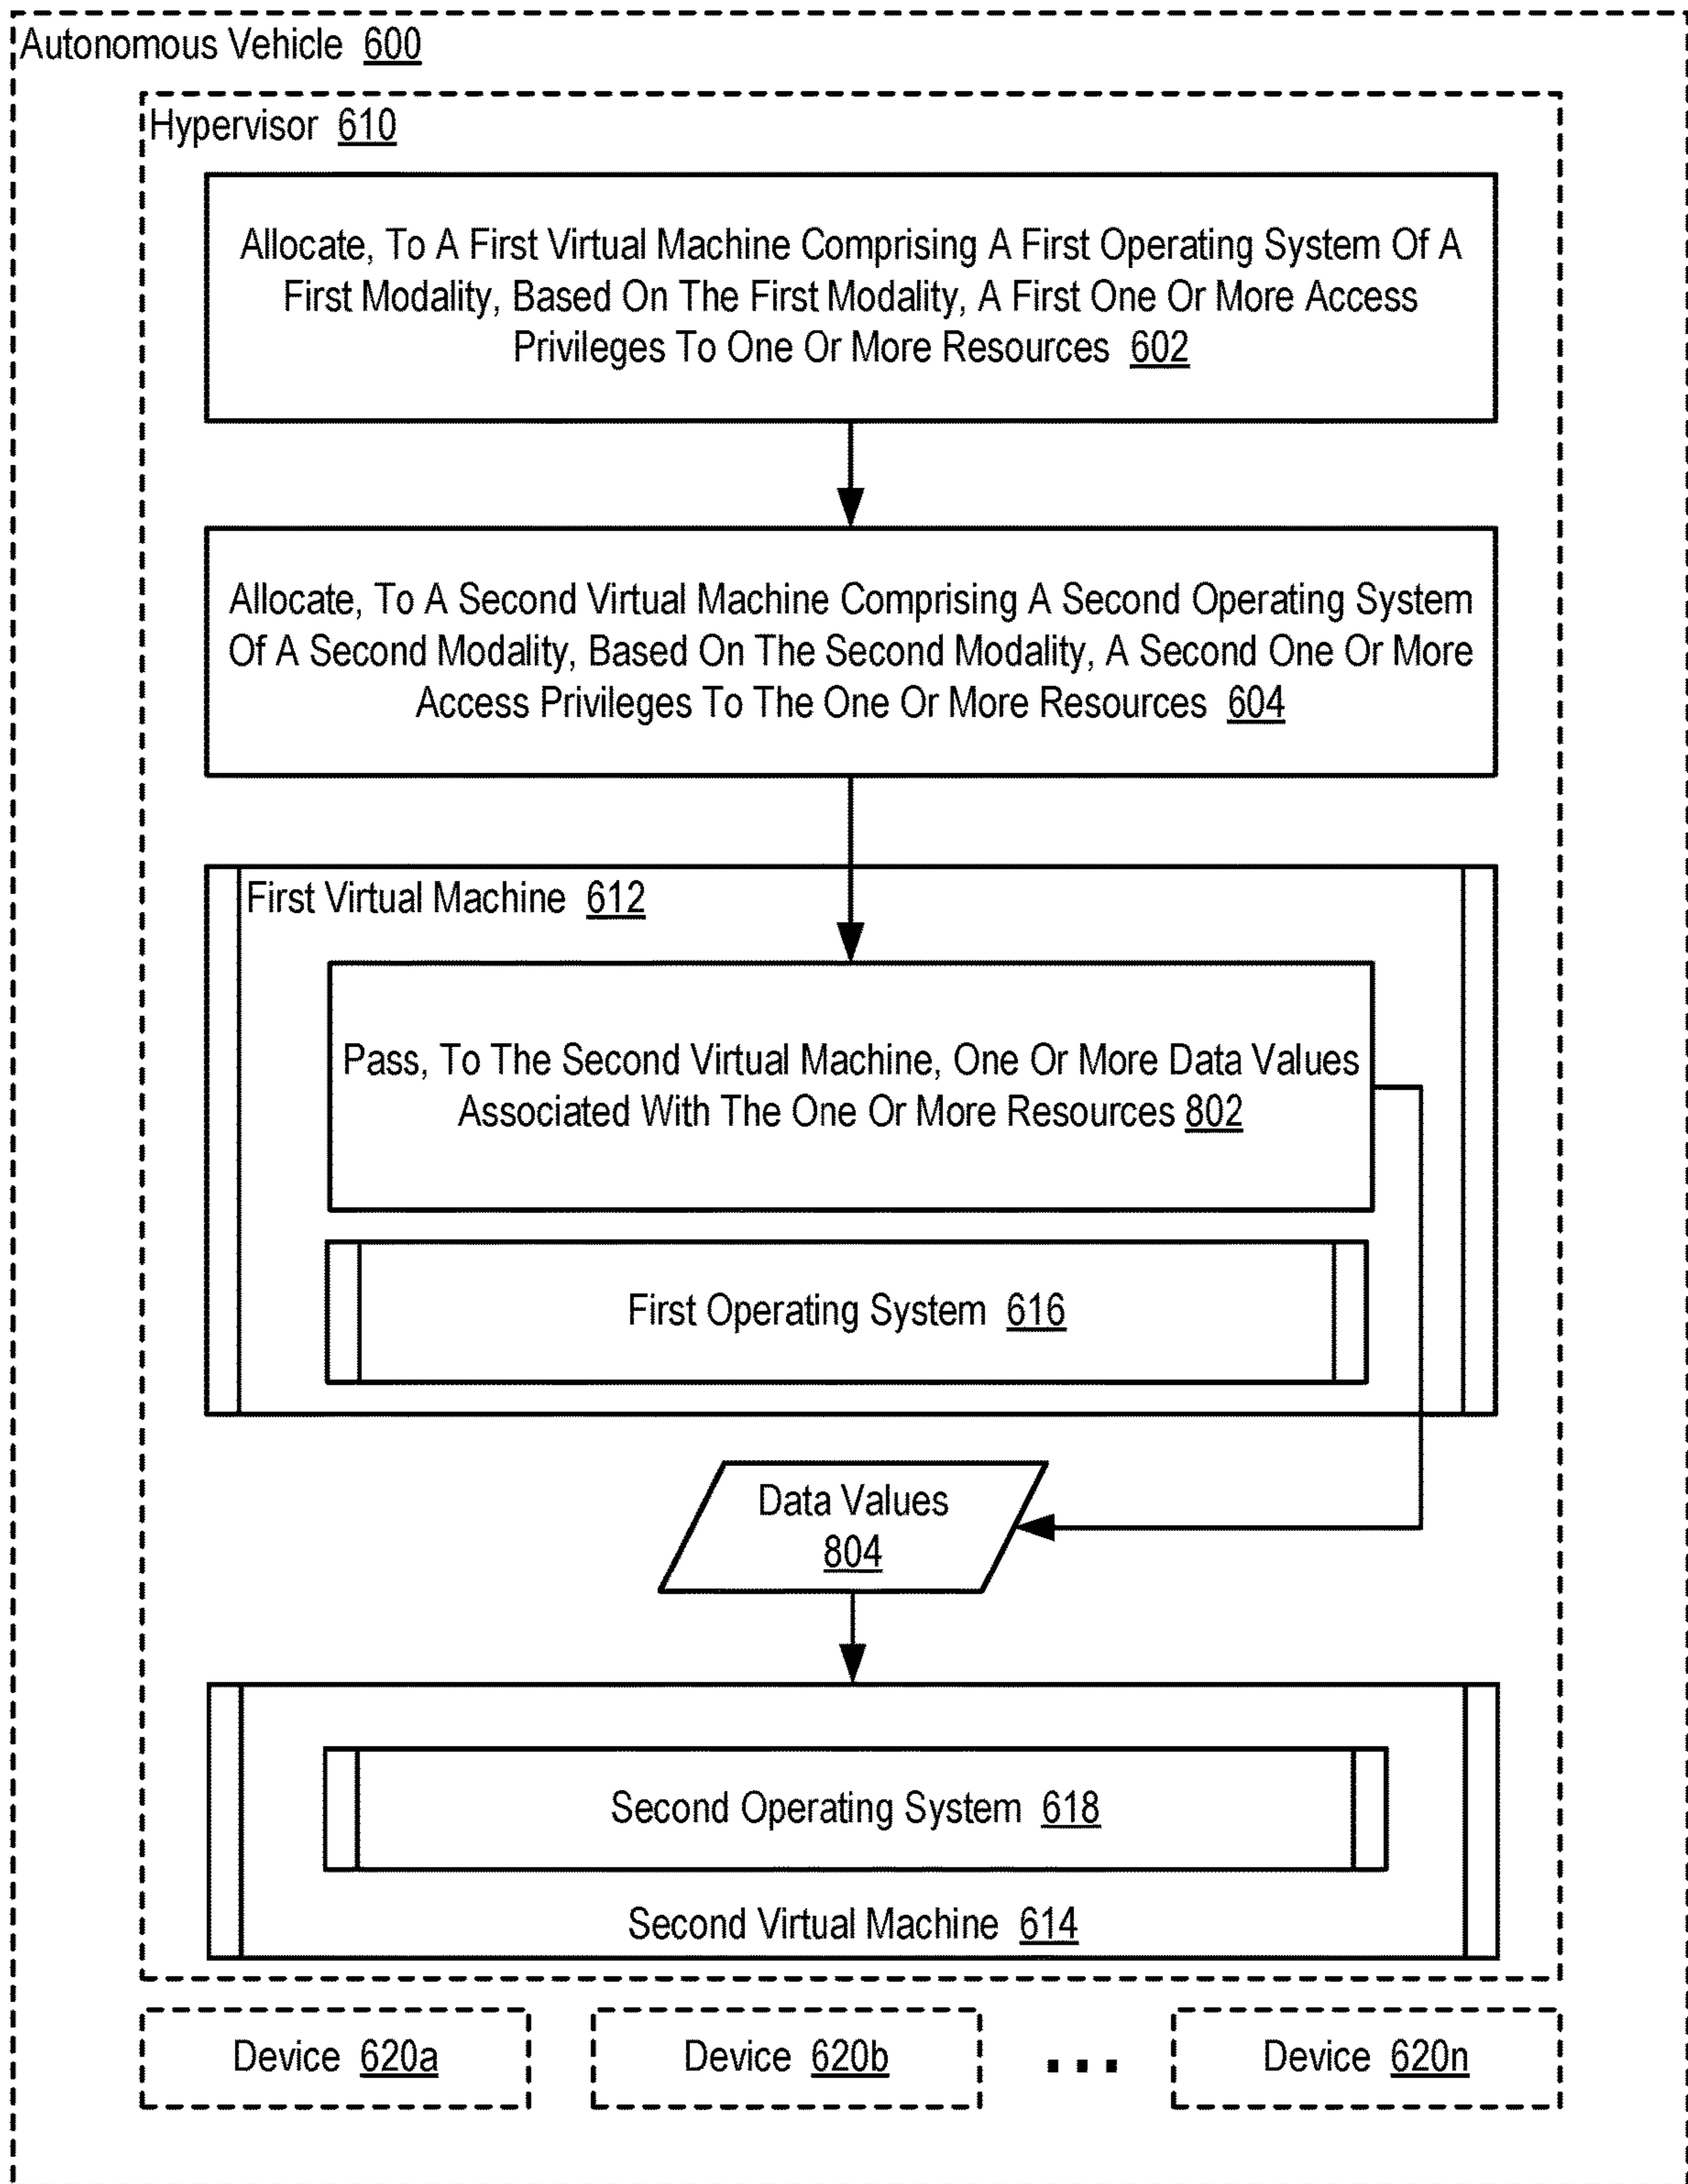 Autonomous Vehicle 600
Hypervisor 610
Allocate, To A First Virtual Machine Comprising A First Operating System Of A
First Modality, Based On The First Modality, A First One Or More Access
Privileges To One Or More Resources 602
Allocate, To A Second Virtual Machine Comprising A Second Operating System
Of A Second Modality, Based On The Second Modality, A Second One Or More
Access Privileges To The One Or More Resources 604
First Virtual Machine 612
Pass, To The Second Virtual Machine, One Or More Data Values
Associated With The One Or More Resources 802
First Operating System 616
Data Values
804
Second Operating System 618
Second Virtual Machine 614
Device 620a
Device 620b
...
Device 620n